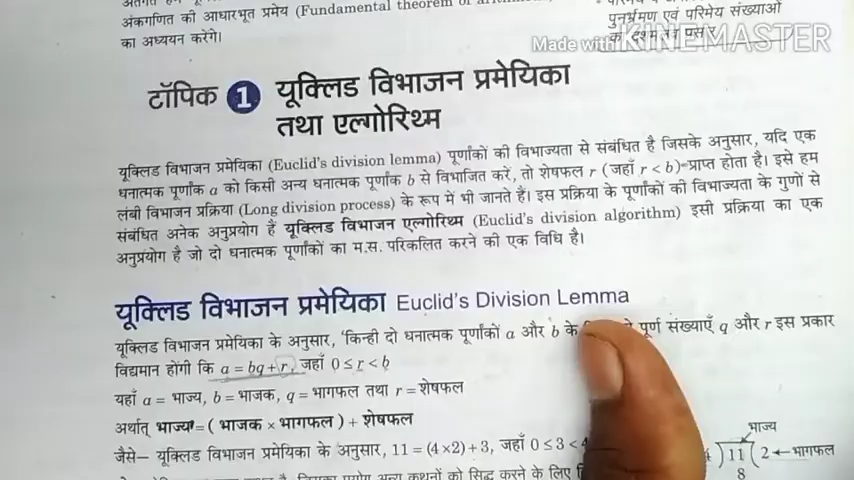 अंकगणित की आधारभूत प्रमेय (Fundamental theorem of
का अध्ययन करेंगे।
पुनर्भ्रमण एवं परिमेय संख्याओं
Made with KINEMASTER
टॉपिक 1 यूक्लिड विभाजन प्रमेयिका
तथा एल्गोरिथ्म
यूक्लिड विभाजन प्रमेयिका (Euclid's division lemma) पूर्णांकों की विभाज्यता से संबंधित है जिसके अनुसार, यदि एक
धनात्मक पूर्णांक a को किसी अन्य धनात्मक पूर्णांक b से विभाजित करें, तो शेषफल r (जहाँ r < b) प्राप्त होता है। इसे हम
लंबी विभाजन प्रक्रिया (Long division process) के रूप में भी जानते हैं। इस प्रक्रिया के पूर्णांकों की विभाज्यता के गुणों से
संबंधित अनेक अनुप्रयोग हैं यूक्लिड विभाजन एल्गोरिथ्म (Euclid's division algorithm) इसी प्रक्रिया का एक
अनुप्रयोग है जो दो धनात्मक पूर्णांकों का म.स. परिकलित करने की एक विधि है।
यूक्लिड विभाजन प्रमेयिका Euclid's Division Lemma
यूक्लिड विभाजन प्रमेयिका के अनुसार, 'किन्ही दो धनात्मक पूर्णांकों a और b के पूर्ण संख्याएँ q और r इस प्रकार
विद्यमान होंगी कि a = bq + r, जहाँ 0 ≤ r < b
यहाँ a = भाज्य, b = भाजक, q = भागफल तथा r = शेषफल
अर्थात् भाज्य = ( भाजक × भागफल ) + शेषफल
जैसे– यूक्लिड विभाजन प्रमेयिका के अनुसार, 11 = (4×2) + 3, जहाँ 0 ≤ 3 < 4
भाज्य
) 11 ( 2 ← भागफल
8